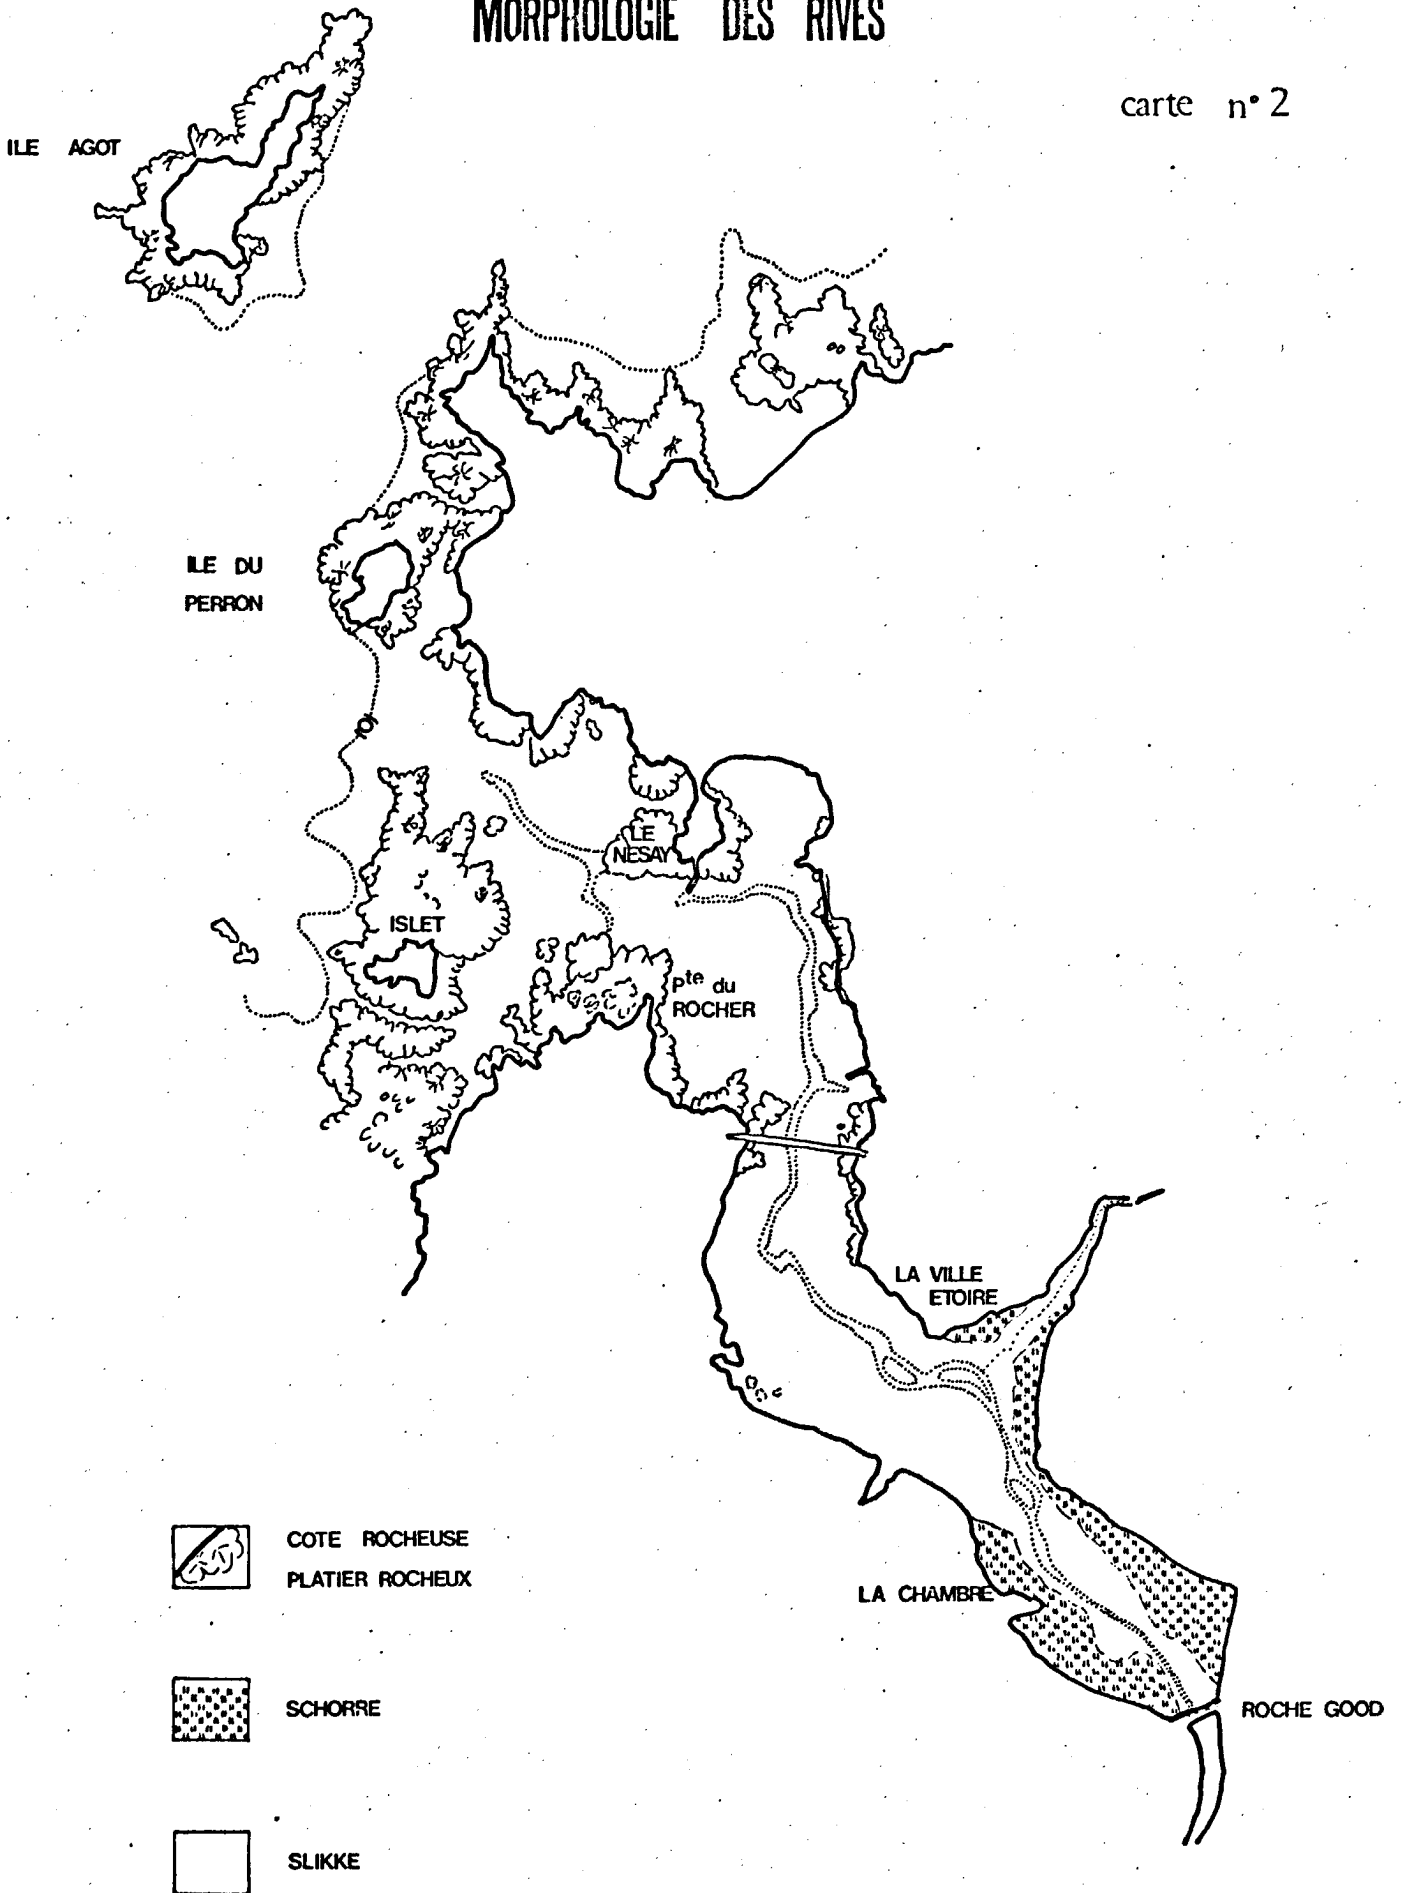 MORPHOLOGIE DES RIVES
carte n° 2
ILE AGOT
ILE DU
PERRON
LE
NESAY
ISLET
Pte du
ROCHER
LA VILLE
ETOIRE
COTE ROCHEUSE
PLATIER ROCHEUX
LA CHAMBRE
SCHORRE
ROCHE GOOD
SLIKKE